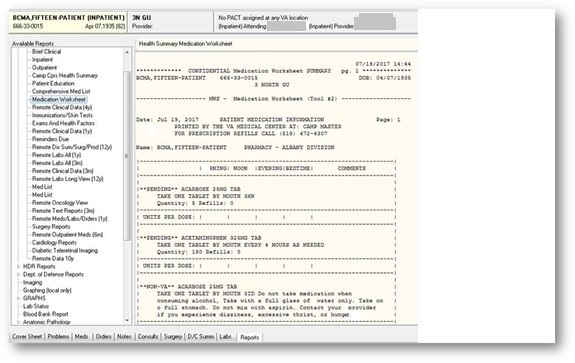 BCMA,FIFTEEN-PATIENT (INPATIENT)
666-33-0015 Apr 07,1935 (82)
3N GU
Provider:
No PACT assigned at any VA location
(Inpatient) Attending: (Inpatient) Provider:
Available Reports
Brief Clinical
Inpatient
Outpatient
Camp Cprs Health Summary
Patient Education
Comprehensive Med List
Medication Worksheet
Remote Clinical Data (4y)
Immunizations/Skin Tests
Exams And Health Factors
Remote Clinical Data (1y)
Reminders Due
Remote Dis Sum/Surg/Prod (12y)
Remote Labs All (1y)
Remote Labs All (3m)
Remote Clinical Data (3m)
Remote Labs Long View (12y)
Med List
Med List
Remote Oncology View
Remote Text Reports (3m)
Remote Meds/Labs/Orders (1y)
Surgery Reports
Remote Outpatient Meds (6m)
Cardiology Reports
Diabetic Teleretinal Imaging
Remote Data 10y
HDR Reports
Dept. of Defense Reports
Imaging
Graphing (local only)
GRAPHS
Lab Status
Blood Bank Report
Anatomic Pathology
Health Summary Medication Worksheet
07/19/2017 14:44
************ CONFIDENTIAL Medication Worksheet SUMMARY pg. 1 *************
BCMA,FIFTEEN-PATIENT 666-33-0015 DOB: 04/07/1935
3 NORTH GU
-------------------- MWS - Medication Worksheet (Tool #2) -------------------
Date: Jul 19, 2017 PATIENT MEDICATION INFORMATION Page: 1
PRINTED BY THE VA MEDICAL CENTER AT: CAMP MASTER
FOR PRESCRIPTION REFILLS CALL (518) 472-4307
Name: BCMA,FIFTEEN-PATIENT PHARMACY - ALBANY DIVISION
| RNING| NOON |EVENING|BEDTIME| COMMENTS
**PENDING** ACARBOSE 25MG TAB
TAKE ONE TABLET BY MOUTH 3XW
Quantity: 5 Refills: 0
UNITS PER DOSE: | | | | |
**PENDING** ACETAMINOPHEN 325MG TAB
TAKE ONE TABLET BY MOUTH EVERY 4 HOURS AS NEEDED
Quantity: 180 Refills: 0
UNITS PER DOSE: | | | | |
**NON-VA** ACARBOSE 25MG TAB
TAKE ONE TABLET BY MOUTH BID Do not take medication when
consuming alcohol, Take with a full glass of water only. Take on
o full stomach. Do not mix with aspirin. Contact your provider
if you experience dizziness, excessive thrist, or hunger.
Cover Sheet Problems Meds Orders Notes Consults Surgery D/C Summ Labs Reports